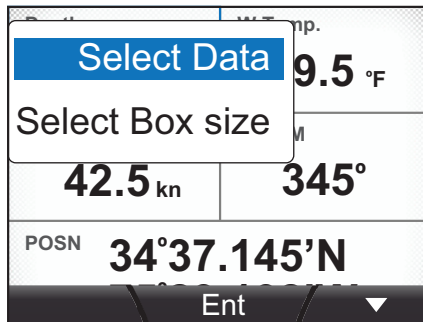 W.Temp.
Select Data
9.5 °F
Select Box size
42.5 kn
345°
POSN 34°37.145’N
Ent